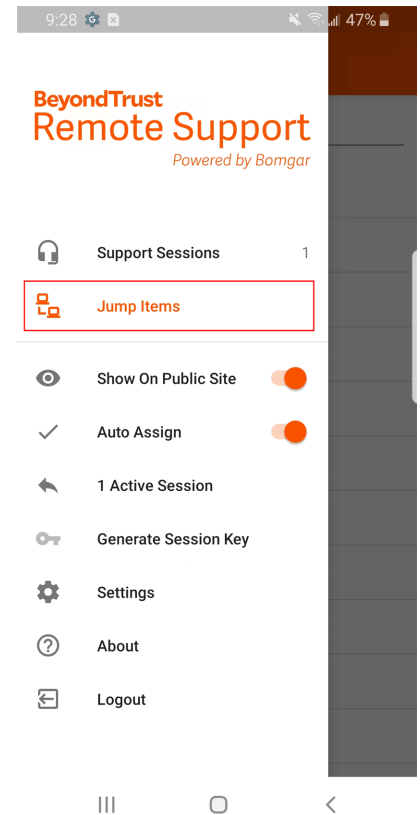 9:28 47%
BeyondTrust
Remote Support
Powered by Bomgar
Support Sessions 1
Jump Items
Show On Public Site
Auto Assign
1 Active Session
Generate Session Key
Settings
About
Logout